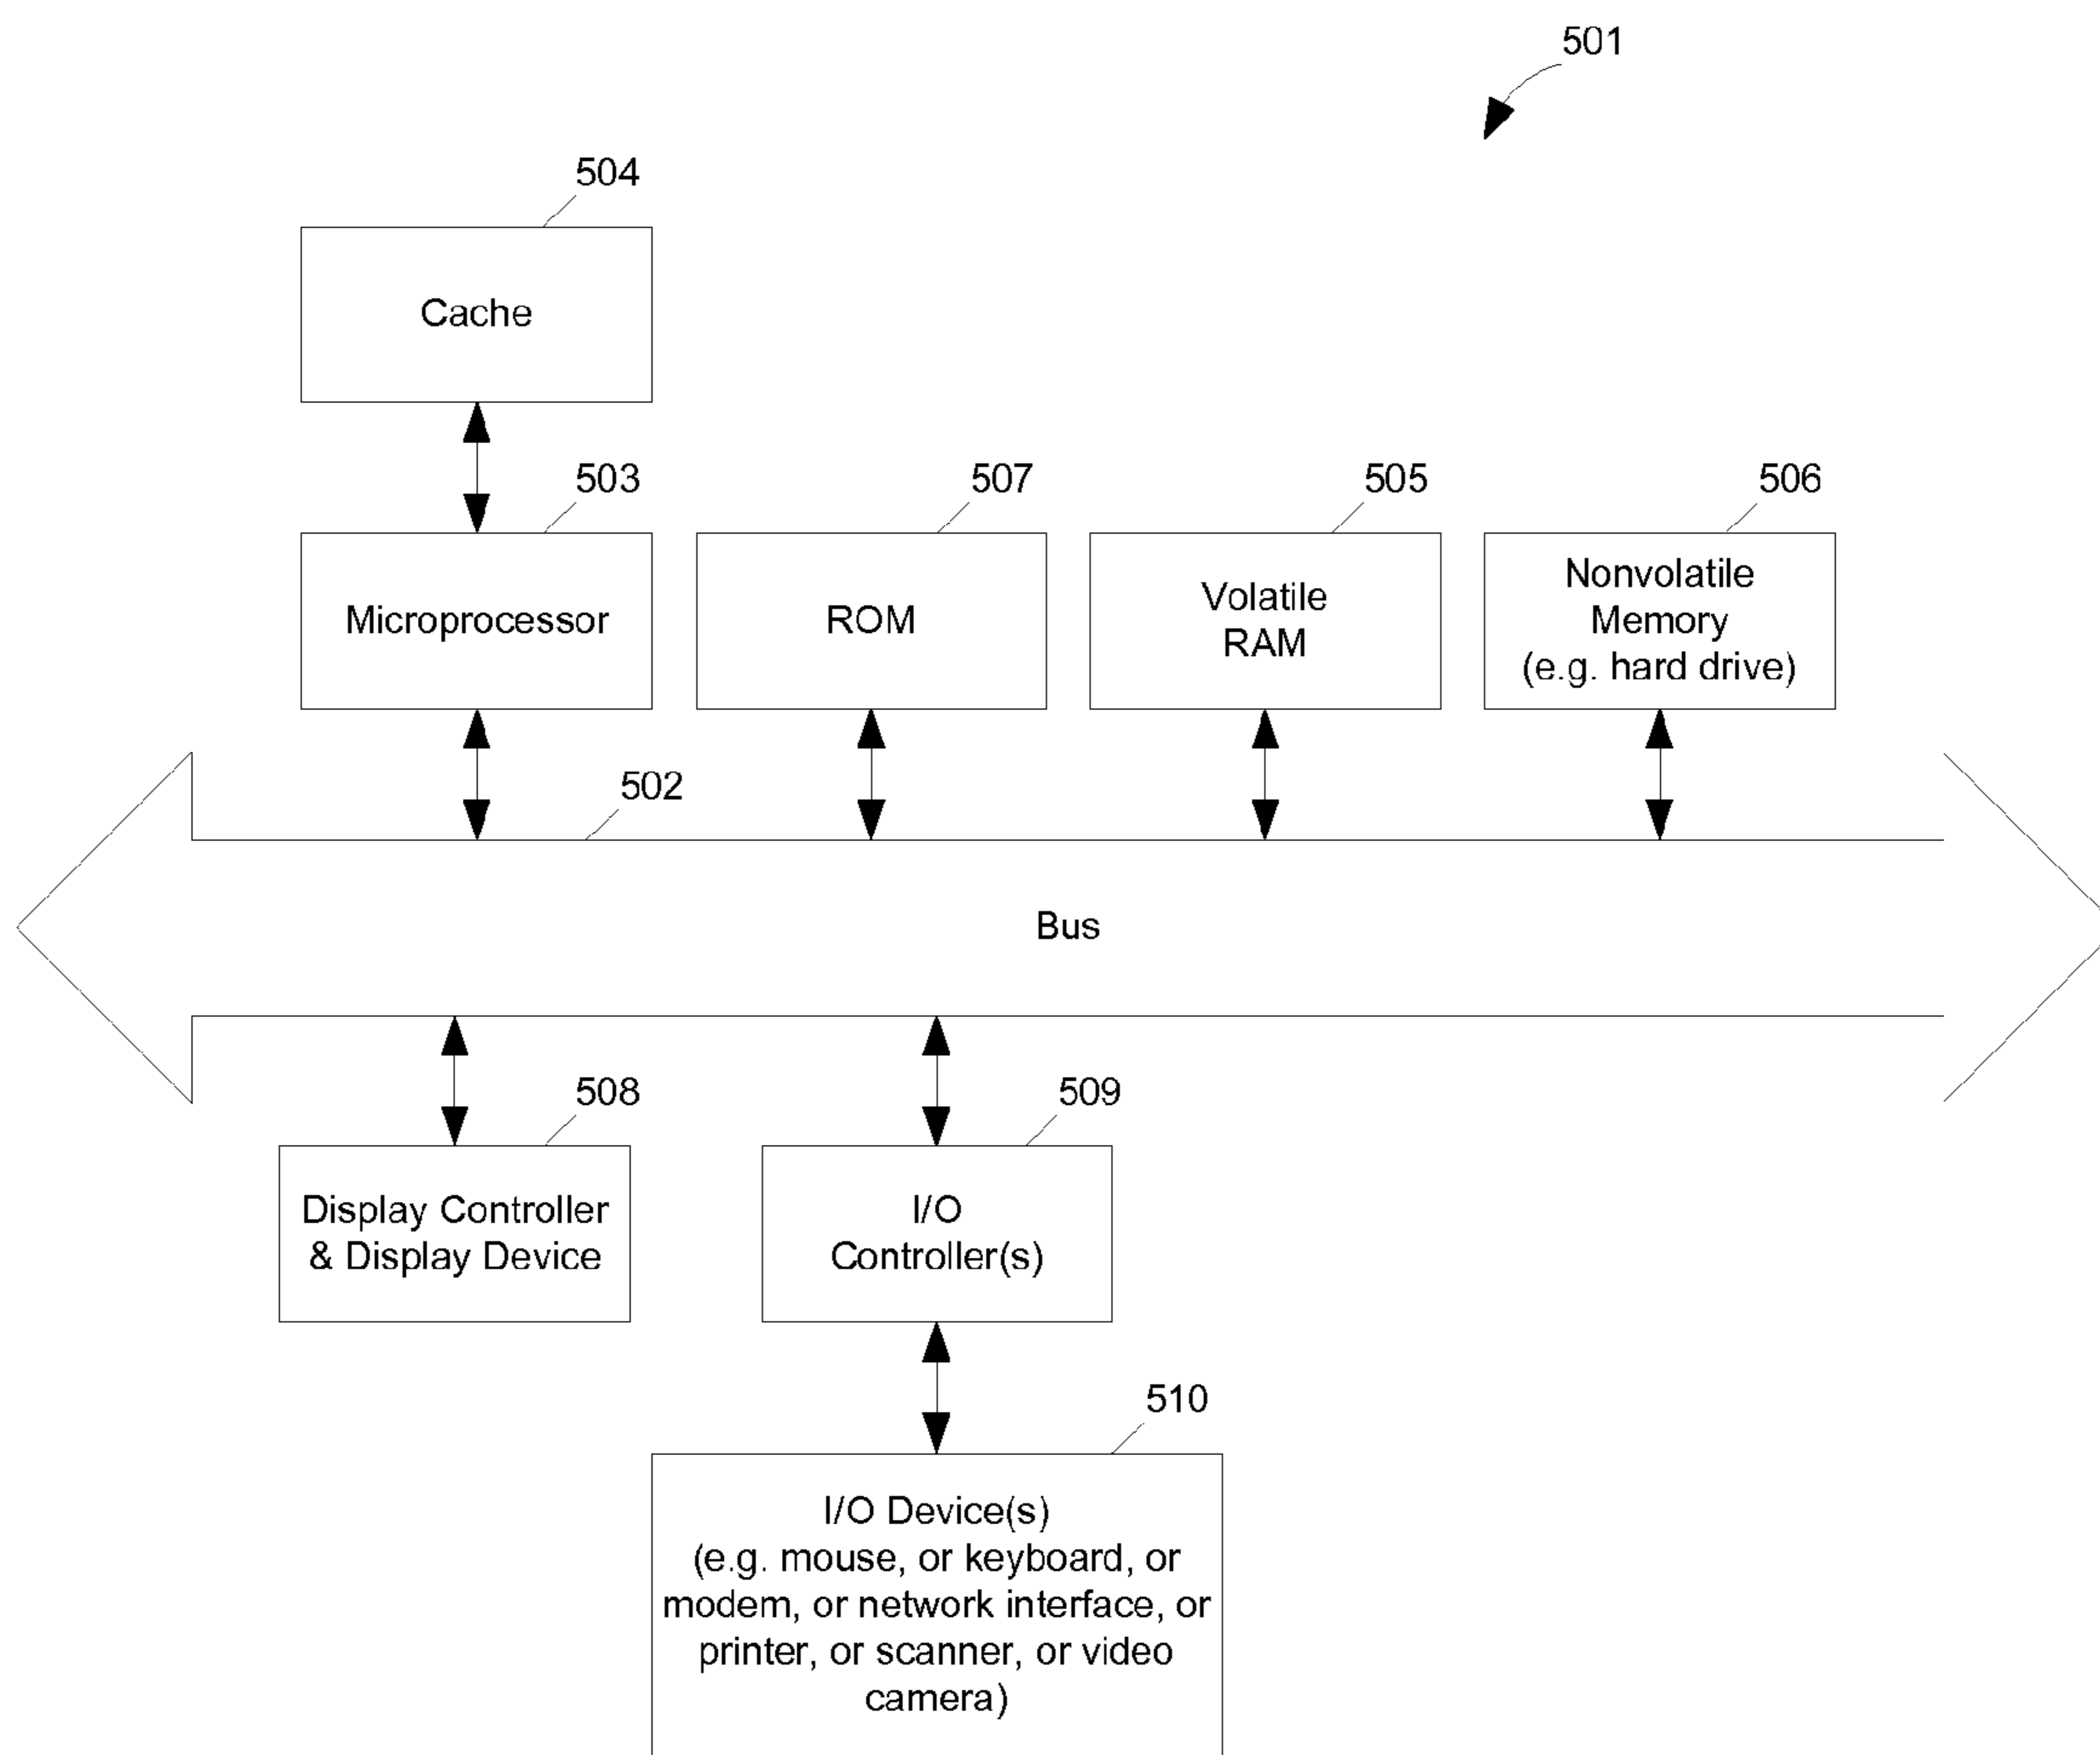 501
504
Cache
503
507
505
506
Microprocessor
ROM
Volatile
RAM
Nonvolatile
Memory
(e.g. hard drive)
502
Bus
508
509
Display Controller
& Display Device
I/O
Controller(s)
510
I/O Device(s)
(e.g. mouse, or keyboard, or
modem, or network interface, or
printer, or scanner, or video
camera)